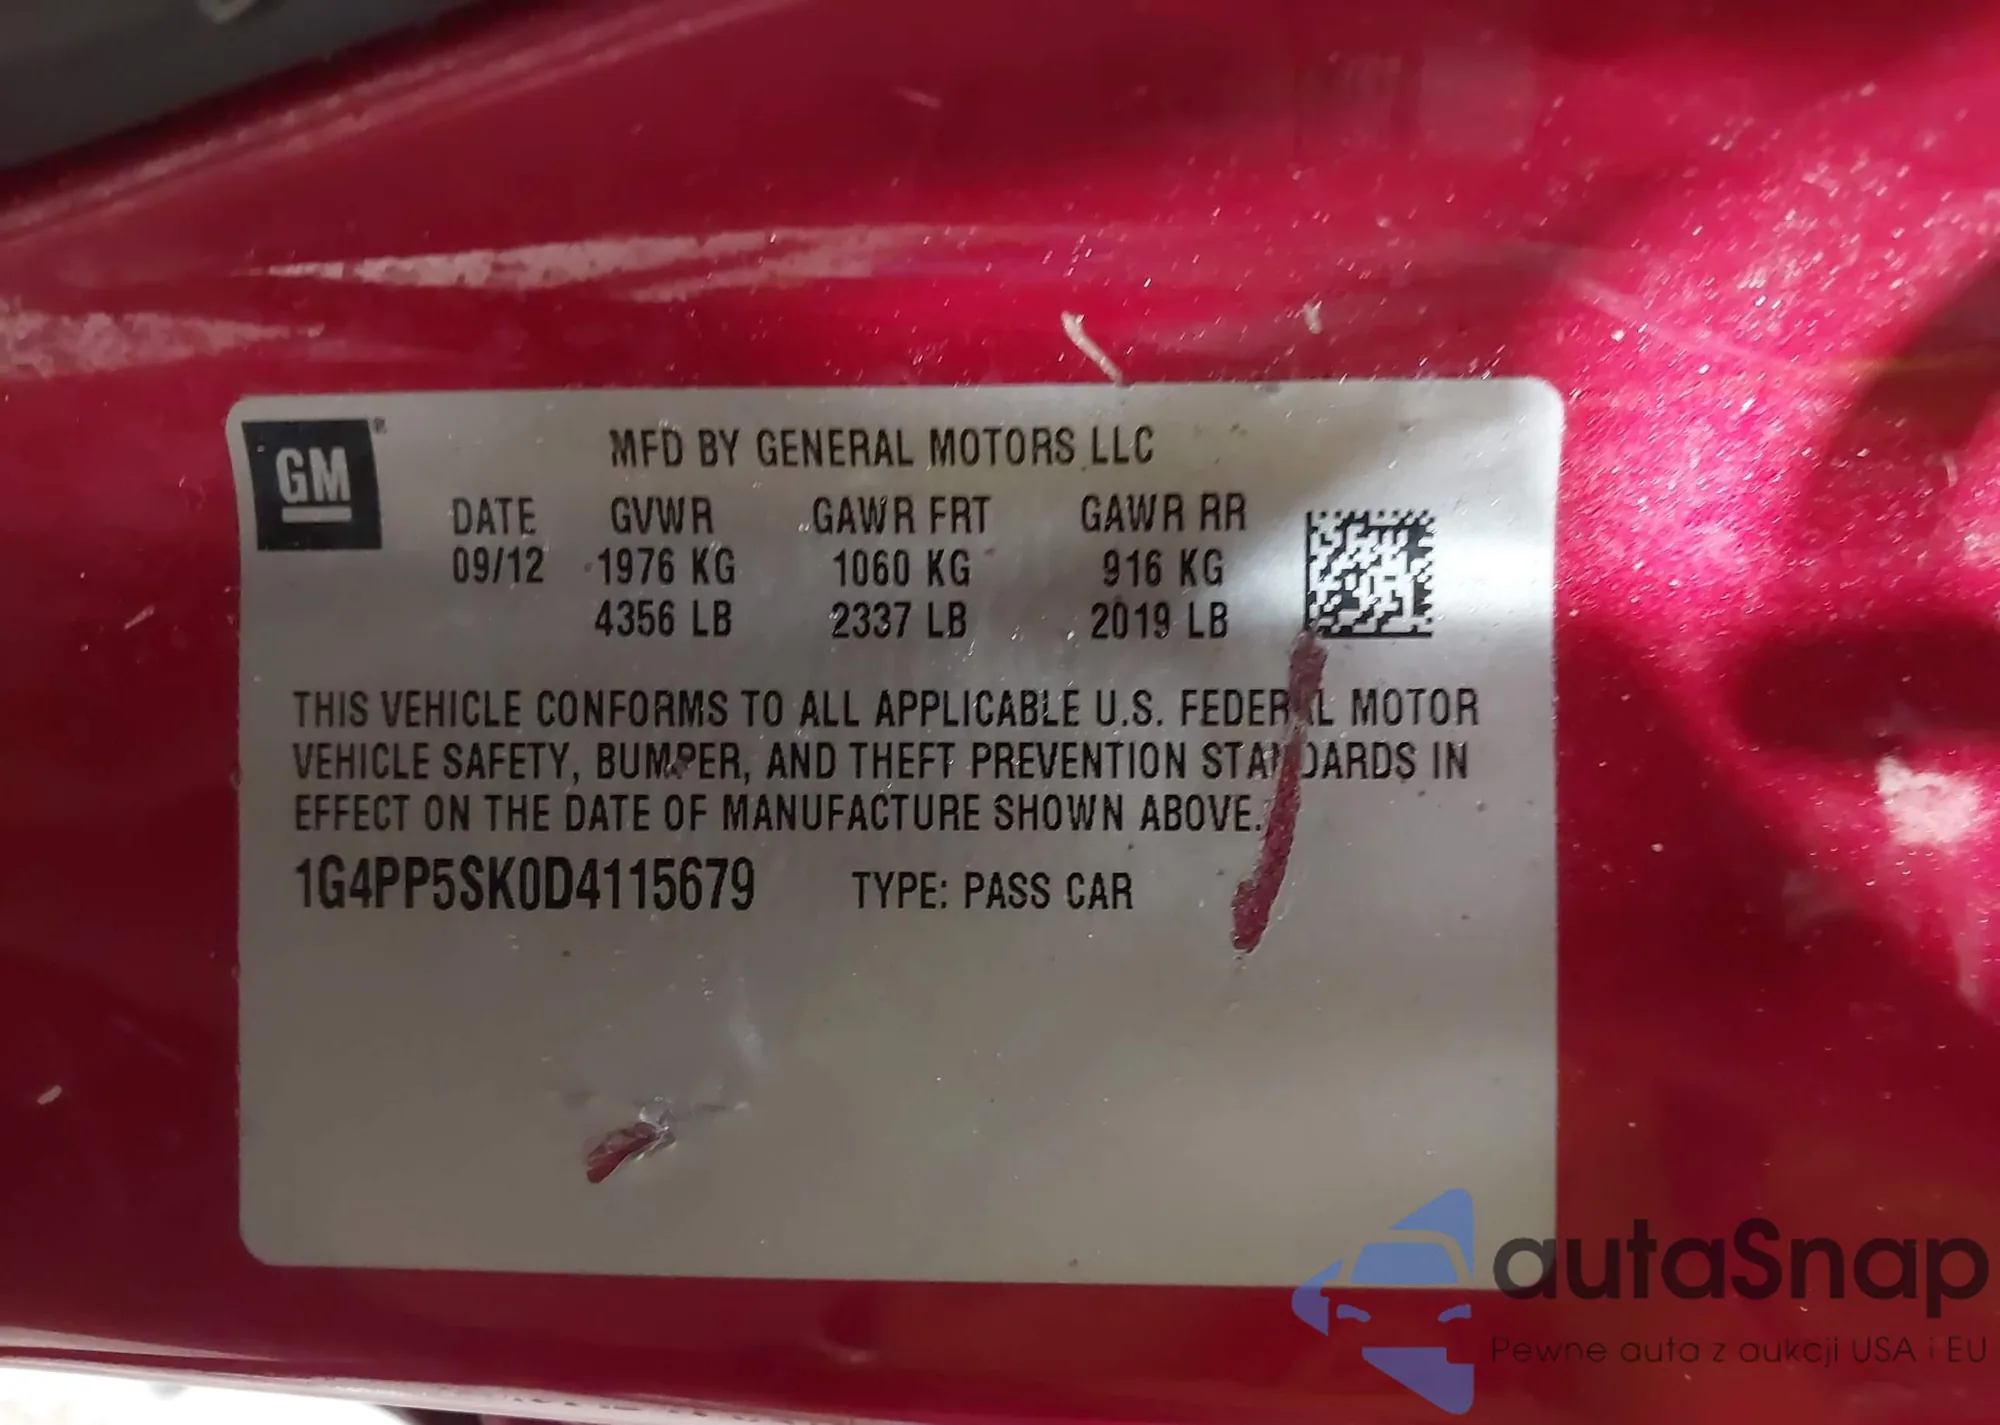 GM®
MFD BY GENERAL MOTORS LLC
DATE GVWR GAWR FRT GAWR RR
09/12 1976 KG 1060 KG 916 KG
4356 LB 2337 LB 2019 LB
THIS VEHICLE CONFORMS TO ALL APPLICABLE U.S. FEDERAL MOTOR
VEHICLE SAFETY, BUMPER, AND THEFT PREVENTION STANDARDS IN
EFFECT ON THE DATE OF MANUFACTURE SHOWN ABOVE.
1G4PP5SK0D4115679 TYPE: PASS CAR
autaSnap
Pewne auta z aukcji USA i EU